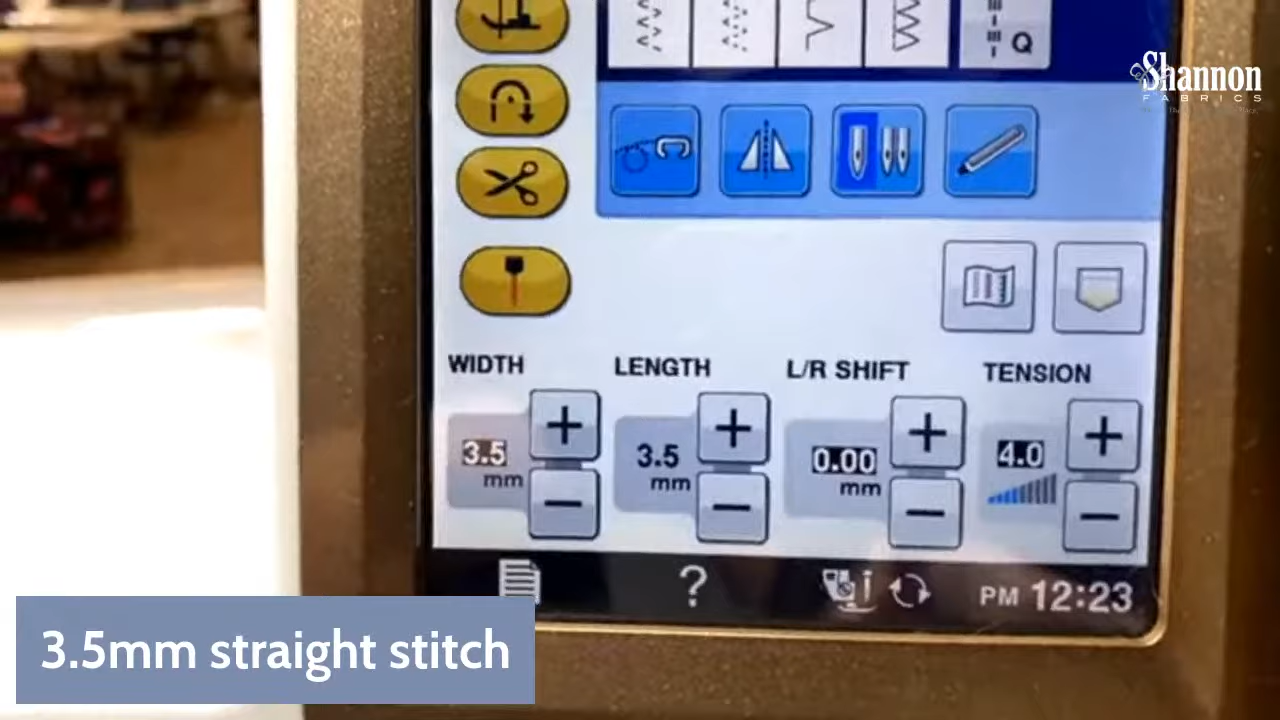 Q
Shannon
FABRICS
WIDTH LENGTH L/R SHIFT TENSION
3.5 mm + − 3.5 mm + − 0.00 mm + − 4.0 + −
? PM 12:23
3.5mm straight stitch